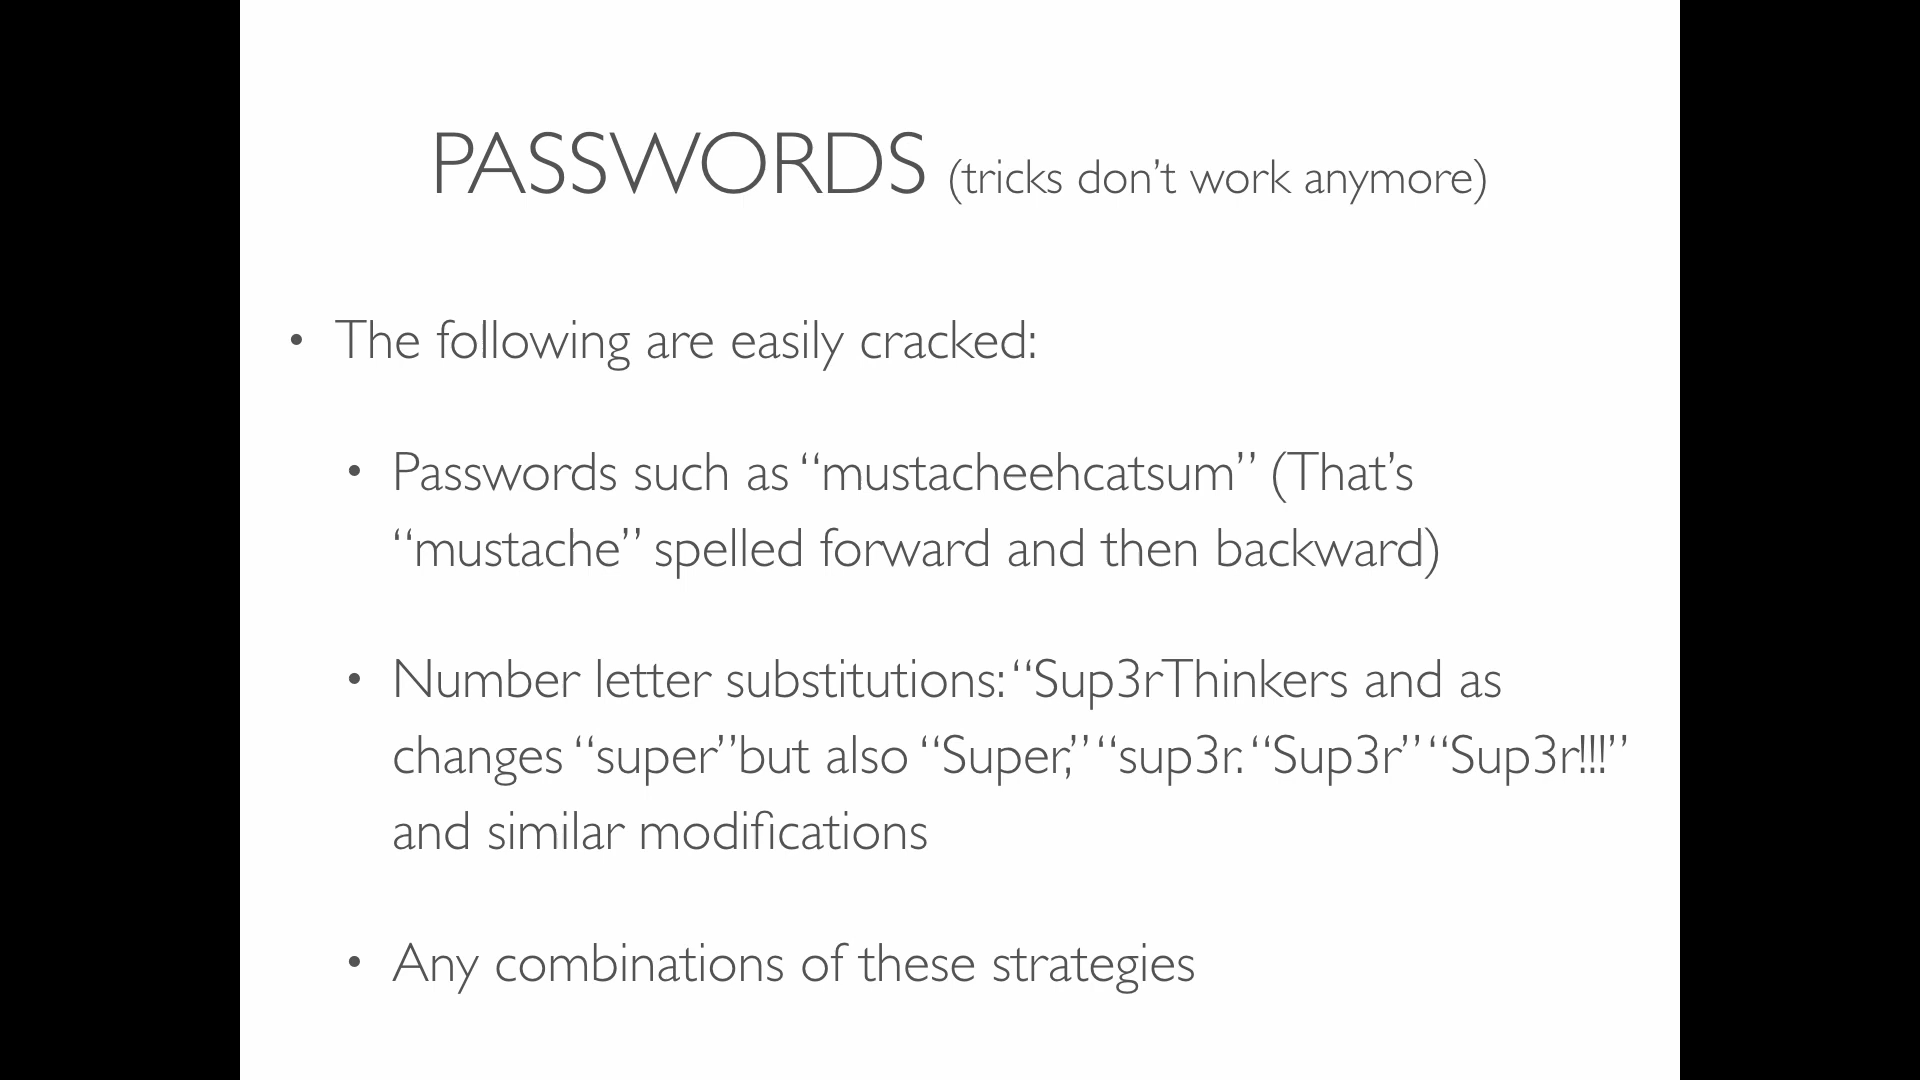 PASSWORDS (tricks don’t work anymore)
• The following are easily cracked:
• Passwords such as “mustacheehcatsum” (That’s
“mustache” spelled forward and then backward)
• Number letter substitutions: “Sup3rThinkers and as
changes “super”but also “Super,” “sup3r. “Sup3r” “Sup3r!!!”
and similar modifications
• Any combinations of these strategies